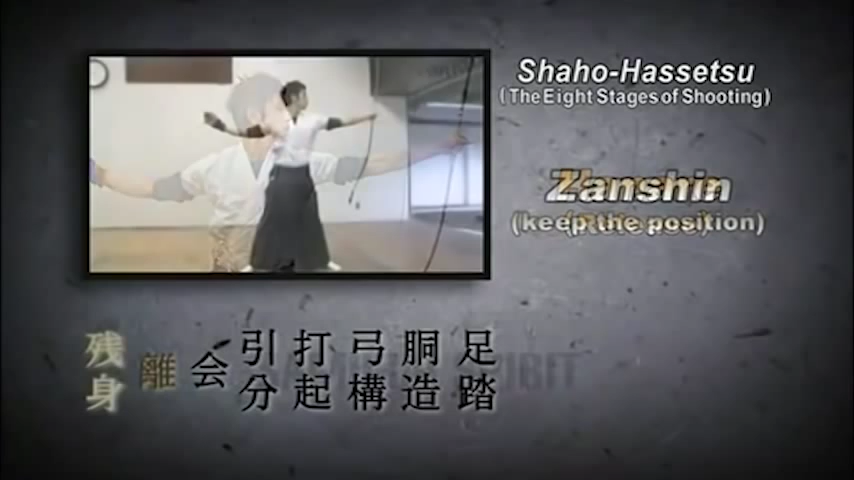 Shaho-Hassetsu
(The Eight Stages of Shooting)
Zanshin
(keep the position)
足踏
胴造
弓構
打起
引分
会
離
残身